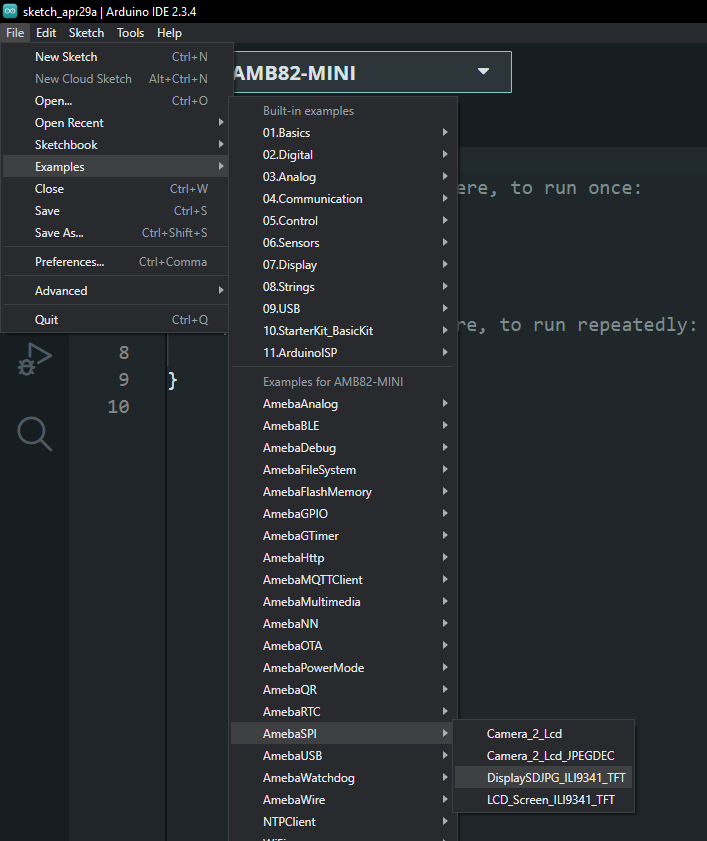 sketch_apr29a | Arduino IDE 2.3.4
File Edit Sketch Tools Help
New Sketch Ctrl+N
New Cloud Sketch Alt+Ctrl+N
Open... Ctrl+O
Open Recent
Sketchbook
Examples
Close Ctrl+W
Save Ctrl+S
Save As... Ctrl+Shift+S
Preferences... Ctrl+Comma
Advanced
Quit Ctrl+Q
AMB82-MINI
Built-in examples
01.Basics
02.Digital
03.Analog
04.Communication
05.Control
06.Sensors
07.Display
08.Strings
09.USB
10.StarterKit_BasicKit
11.ArduinoISP
Examples for AMB82-MINI
AmebaAnalog
AmebaBLE
AmebaDebug
AmebaFileSystem
AmebaFlashMemory
AmebaGPIO
AmebaGTimer
AmebaHttp
AmebaMQTTClient
AmebaMultimedia
AmebaNN
AmebaOTA
AmebaPowerMode
AmebaQR
AmebaRTC
AmebaSPI
AmebaUSB
AmebaWatchdog
AmebaWire
NTPClient
Camera_2_Lcd
Camera_2_Lcd_JPEGDEC
DisplaySDJPG_ILI9341_TFT
LCD_Screen_ILI9341_TFT
ere, to run once:
re, to run repeatedly:
8
9 }
10